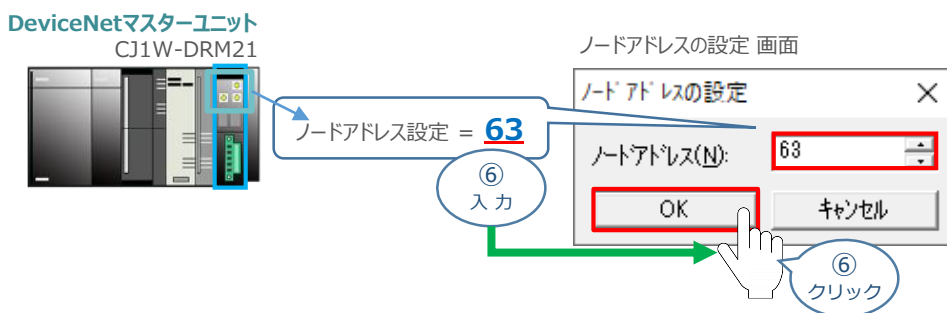 DeviceNetマスターユニット
CJ1W-DRM21
ノードアドレスの設定 画面
ノードアドレスの設定
ノードアドレス設定 = 63
ノードアドレス(N):
63
⑥
入 力
OK
キャンセル
⑥
クリック